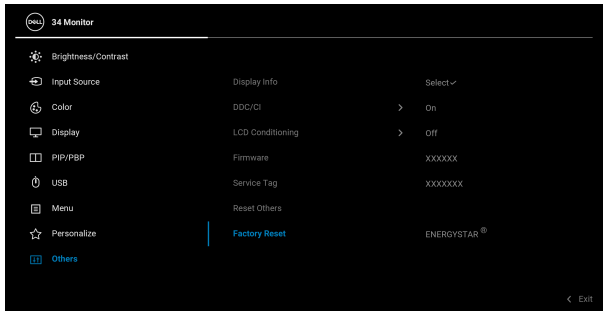 DELL 34 Monitor
Brightness/Contrast
Input Source Display Info Select✓
Color DDC/CI > On
Display LCD Conditioning > Off
PIP/PBP Firmware XXXXXX
USB Service Tag XXXXXXX
Menu Reset Others
Personalize Factory Reset ENERGYSTAR ®
Others
< Exit